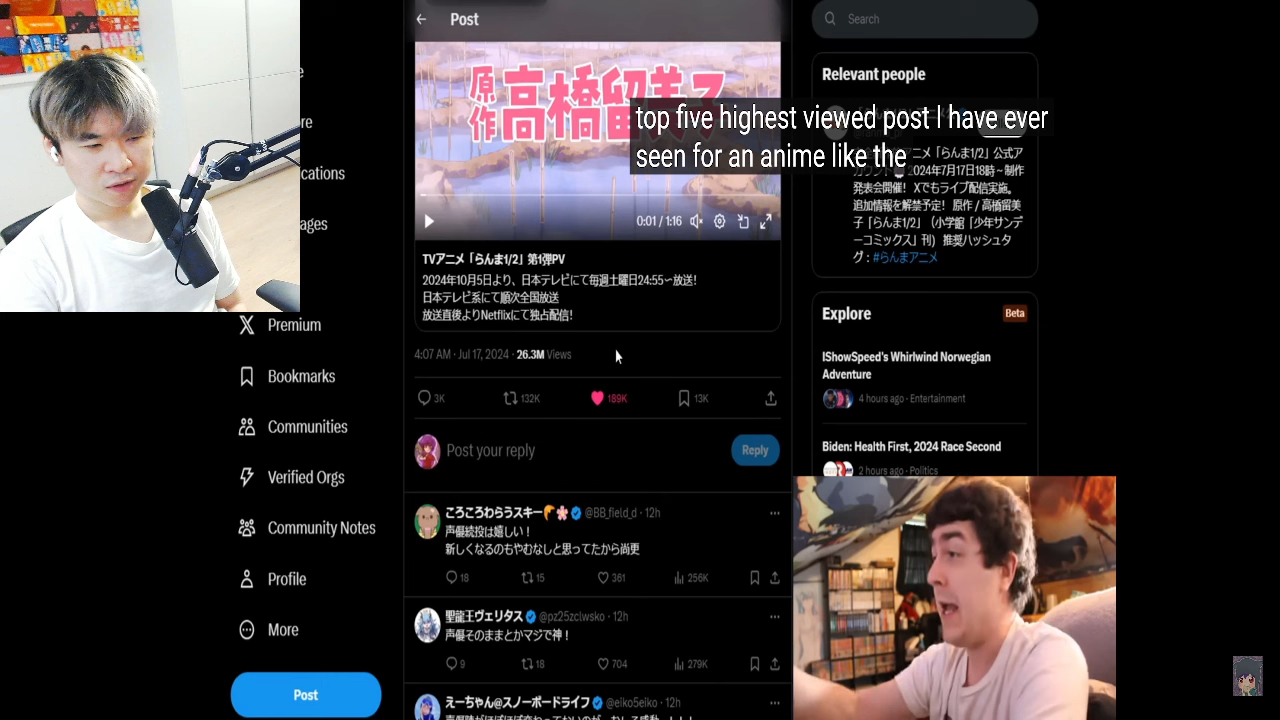 Post
Search
原作 高橋留美子
top five highest viewed post I have ever
seen for an anime like the
0:01 / 1:16
TVアニメ「らんま1/2」第1弾PV
2024年10月5日より、日本テレビにて毎週土曜日24:55〜放送!
日本テレビ系にて順次全国放送
放送直後よりNetflixにて独占配信!
4:07 AM · Jul 17, 2024 · 26.3M Views
3K
132K
189K
13K
Post your reply
Reply
ころころわらうスキー @BB_field_d · 12h
声優続投は嬉しい！
新しくなるのもやむなしと思ってたから尚更
18
15
361
256K
聖龍王ヴェリタス @pz25zclwsko · 12h
声優そのままとかマジで神！
9
18
704
279K
えーちゃん@スノーボードライフ @eiko5eiko · 12h
Relevant people
アニメ「らんま1/2」公式ア
2024年7月17日18時～制作
発表会開催! Xでもライブ配信実施。
追加情報を解禁予定! 原作 / 高橋留美
子「らんま1/2」（小学館「少年サンデ
ーコミックス」刊） 推奨ハッシュタ
グ : #らんまアニメ
Explore
Beta
IShowSpeed's Whirlwind Norwegian
Adventure
4 hours ago · Entertainment
Biden: Health First, 2024 Race Second
2 hours ago · Politics
cations
ages
Premium
Bookmarks
Communities
Verified Orgs
Community Notes
Profile
More
Post